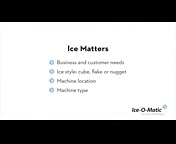 Ice Matters
Business and customer needs
Ice style; cube, flake or nugget
Machine location
Machine type
Ice-O-Matic